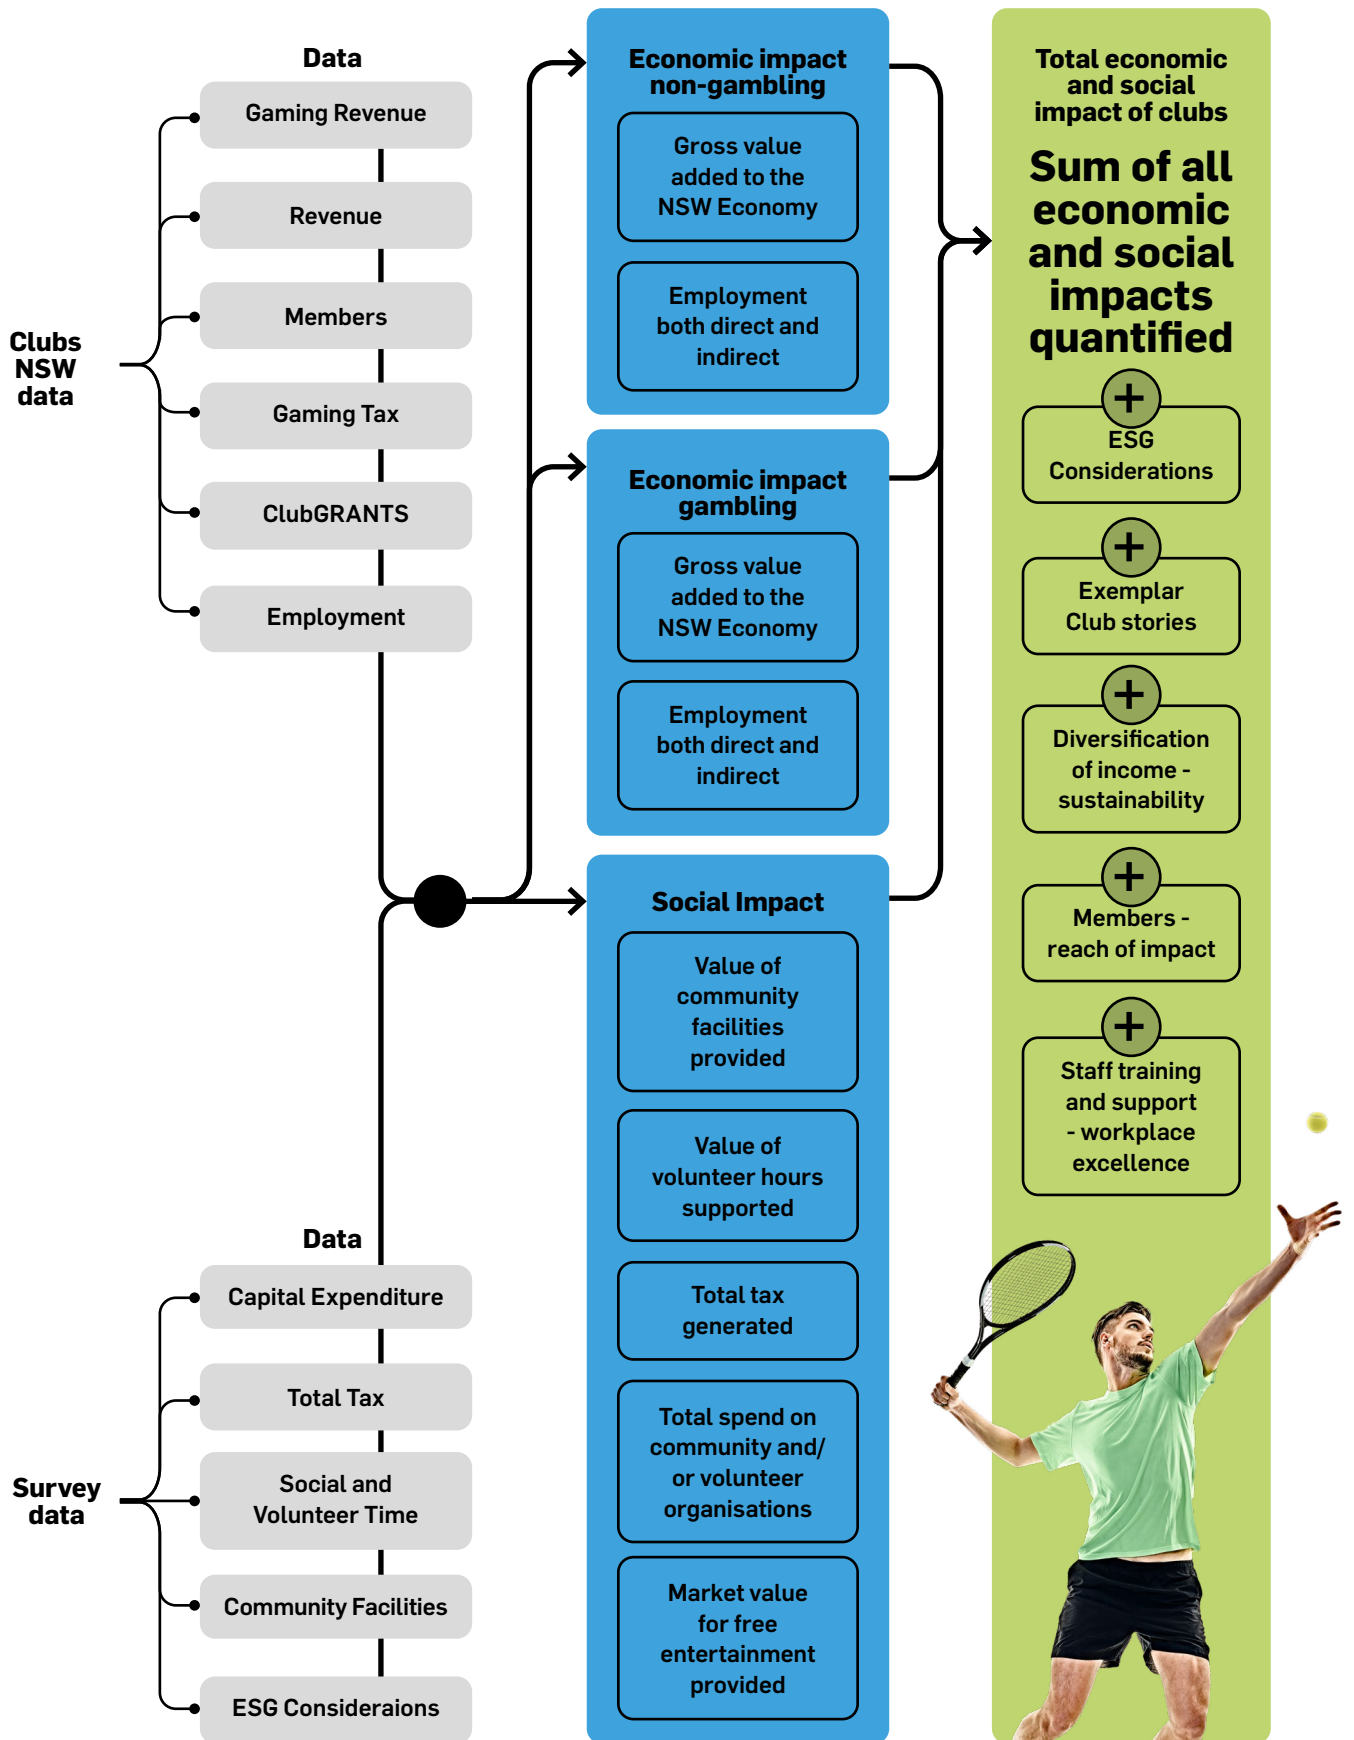 Clubs
NSW
data
Data
Gaming Revenue
Revenue
Members
Gaming Tax
ClubGRANTS
Employment
Survey
data
Data
Capital Expenditure
Total Tax
Social and
Volunteer Time
Community Facilities
ESG Consideraions
Economic impact
non-gambling
Gross value
added to the
NSW Economy
Employment
both direct and
indirect
Economic impact
gambling
Gross value
added to the
NSW Economy
Employment
both direct and
indirect
Social Impact
Value of
community
facilities
provided
Value of
volunteer hours
supported
Total tax
generated
Total spend on
community and/
or volunteer
organisations
Market value
for free
entertainment
provided
Total economic
and social
impact of clubs
Sum of all
economic
and social
impacts
quantified
+
ESG
Considerations
+
Exemplar
Club stories
+
Diversification
of income -
sustainability
+
Members -
reach of impact
+
Staff training
and support
- workplace
excellence